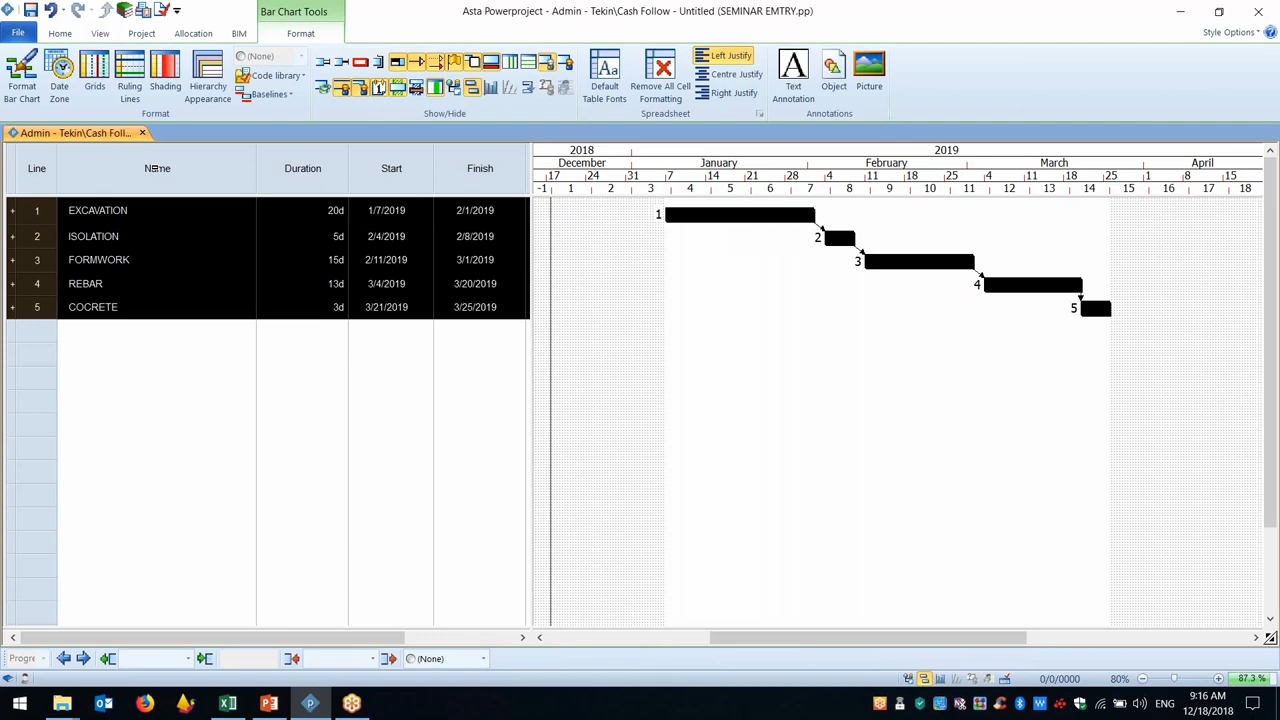 Bar Chart Tools
Asta Powerproject - Admin - Tekin\Cash Follow - Untitled (SEMINAR EMTRY.pp)
File Home View Project Allocation BIM Format
Style Options
Format Bar Chart
Date Zone
Grids
Ruling Lines
Shading
Hierarchy Appearance
(None)
Code library
Baselines
Default Table Fonts
Remove All Cell Formatting
Left Justify
Centre Justify
Right Justify
Text Annotation
Object
Picture
Format Show/Hide Spreadsheet Annotations
Admin - Tekin\Cash Foll...
Line Name Duration Start Finish
1 EXCAVATION 20d 1/7/2019 2/1/2019
2 ISOLATION 5d 2/4/2019 2/8/2019
3 FORMWORK 15d 2/11/2019 3/1/2019
4 REBAR 13d 3/4/2019 3/20/2019
5 COCRETE 3d 3/21/2019 3/25/2019
2018 2019
December January February March April
17 24 31 7 14 21 28 4 11 18 25 4 11 18 25 1 8 15
-1 1 2 3 4 5 6 7 8 9 10 11 12 13 14 15 16 17 18
1
2
3
4
5
Progre (None)
0/0/0000 80% 87.3 %
ENG
9:16 AM
12/18/2018